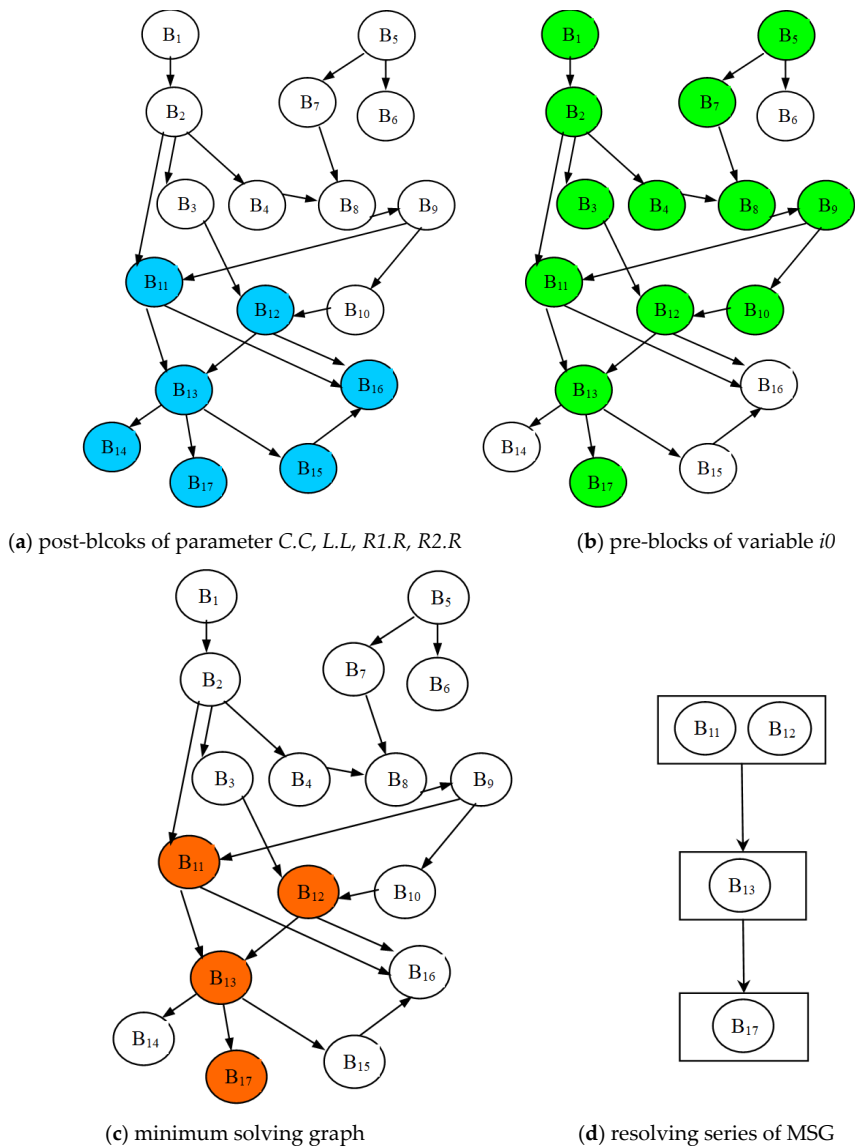 B1
B5
B2
B7
B6
B3
B4
B8
B9
B11
B12
B10
B13
B16
B14
B17
B15
(a) post-blcoks of parameter C.C, L.L, R1.R, R2.R
B1
B5
B2
B7
B6
B3
B4
B8
B9
B11
B12
B10
B13
B16
B14
B17
B15
(b) pre-blocks of variable i0
B1
B5
B2
B7
B6
B3
B4
B8
B9
B11
B12
B10
B13
B16
B14
B17
B15
(c) minimum solving graph
B11 B12
B13
B17
(d) resolving series of MSG